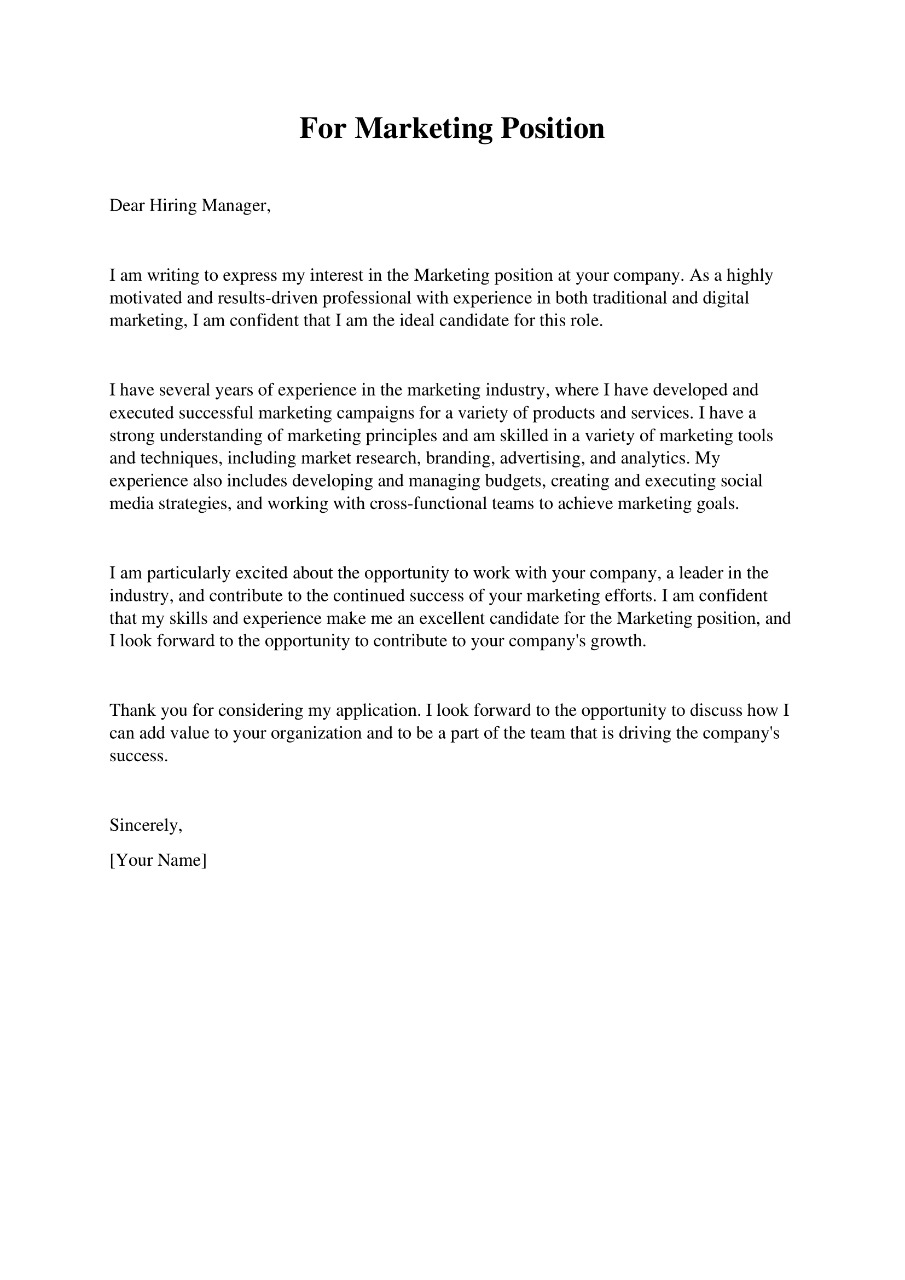 For Marketing Position
Dear Hiring Manager,
I am writing to express my interest in the Marketing position at your company. As a highly
motivated and results-driven professional with experience in both traditional and digital
marketing, I am confident that I am the ideal candidate for this role.
I have several years of experience in the marketing industry, where I have developed and
executed successful marketing campaigns for a variety of products and services. I have a
strong understanding of marketing principles and am skilled in a variety of marketing tools
and techniques, including market research, branding, advertising, and analytics. My
experience also includes developing and managing budgets, creating and executing social
media strategies, and working with cross-functional teams to achieve marketing goals.
I am particularly excited about the opportunity to work with your company, a leader in the
industry, and contribute to the continued success of your marketing efforts. I am confident
that my skills and experience make me an excellent candidate for the Marketing position, and
I look forward to the opportunity to contribute to your company's growth.
Thank you for considering my application. I look forward to the opportunity to discuss how I
can add value to your organization and to be a part of the team that is driving the company's
success.
Sincerely,
[Your Name]